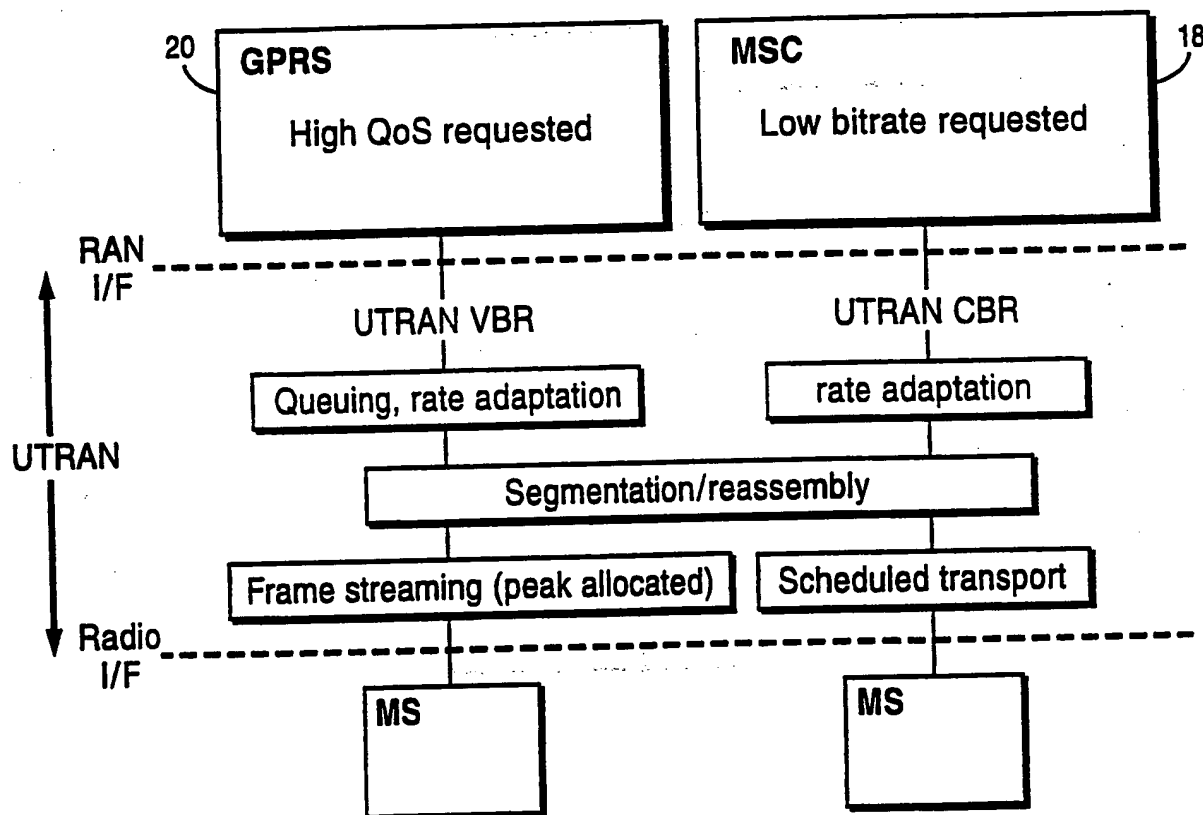 20
GPRS
High QoS requested
MSC
Low bitrate requested
18
RAN
I/F
UTRAN VBR
UTRAN CBR
Queuing, rate adaptation
rate adaptation
UTRAN
Segmentation/reassembly
Frame streaming (peak allocated)
Scheduled transport
Radio
I/F
MS
MS